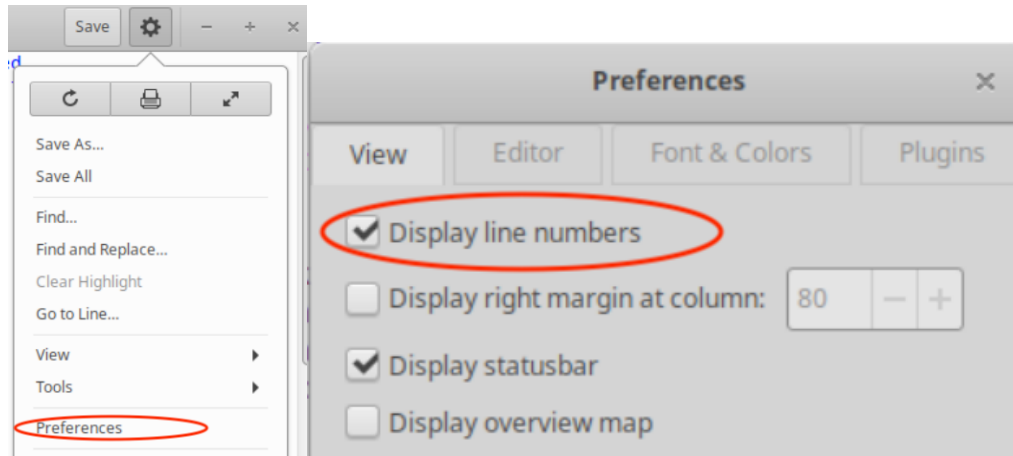 Save
Save As...
Save All
Find...
Find and Replace...
Clear Highlight
Go to Line...
View
Tools
Preferences
Preferences
View Editor Font & Colors Plugins
Display line numbers
Display right margin at column: 80
Display statusbar
Display overview map